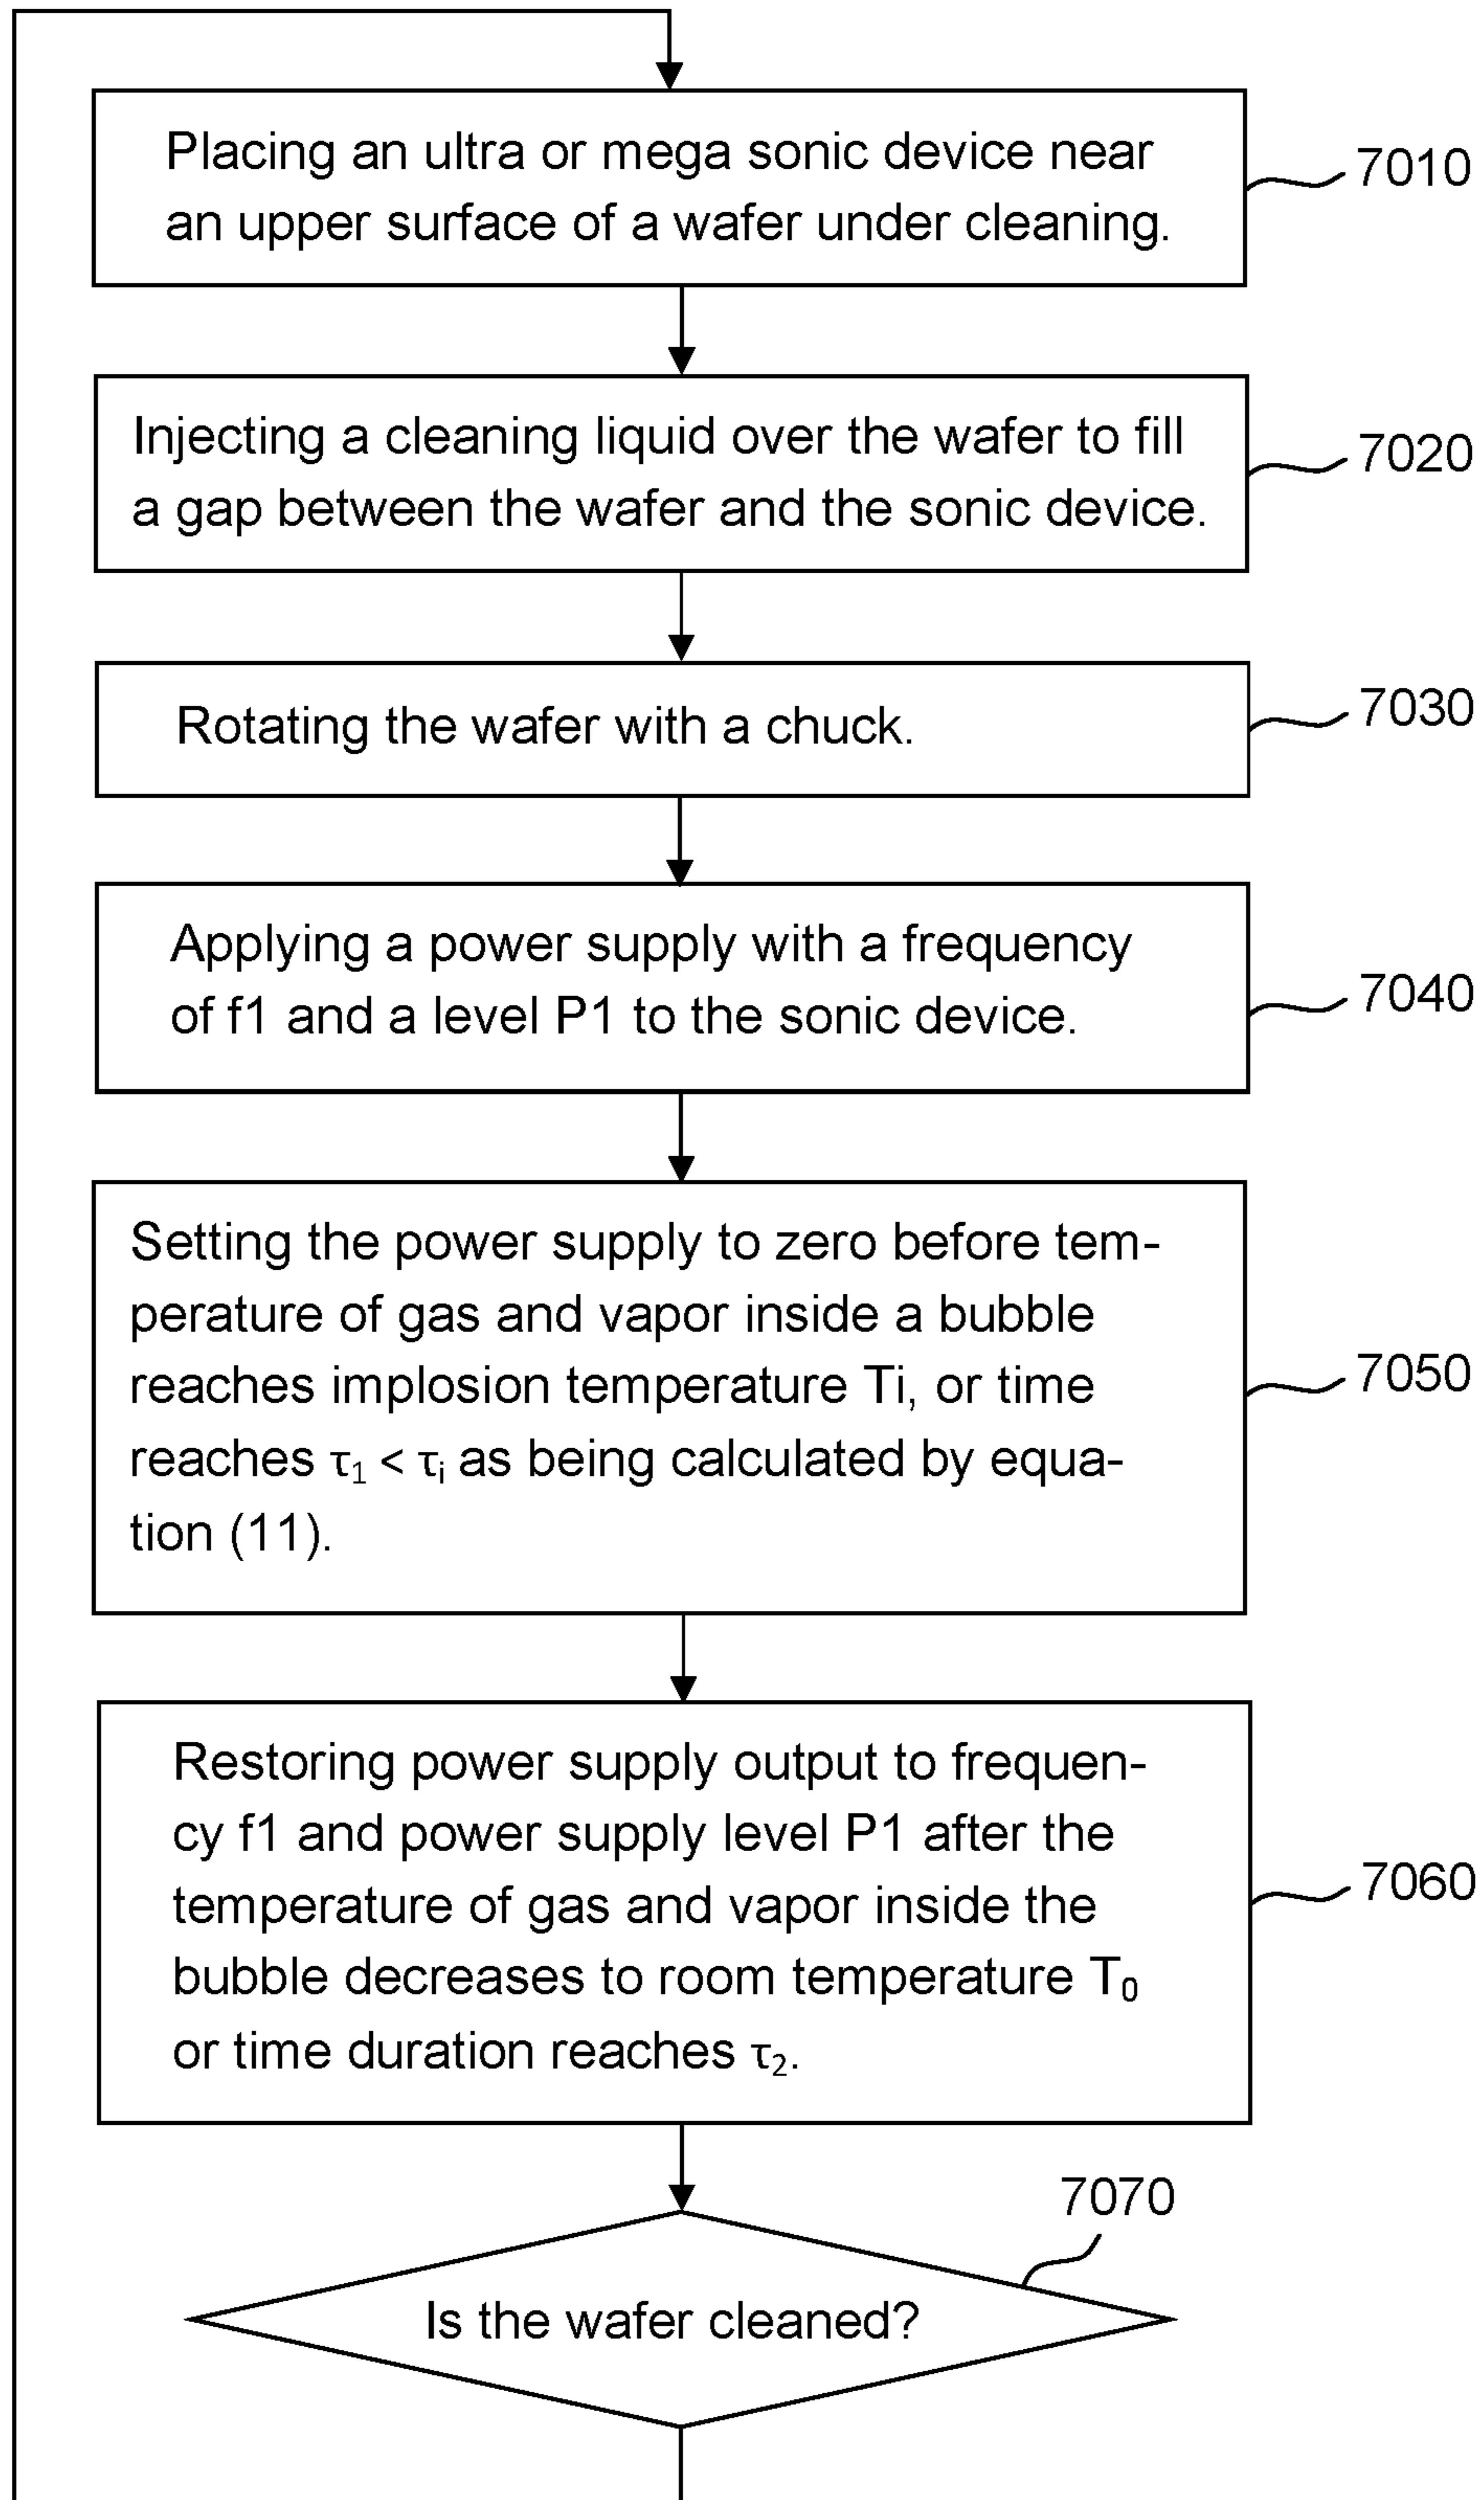 Placing an ultra or mega sonic device near
an upper surface of a wafer under cleaning.
7010
Injecting a cleaning liquid over the wafer to fill
a gap between the wafer and the sonic device.
7020
Rotating the wafer with a chuck.
7030
Applying a power supply with a frequency
of f1 and a level P1 to the sonic device.
7040
Setting the power supply to zero before tem-
perature of gas and vapor inside a bubble
reaches implosion temperature Ti, or time
reaches τ₁ < τᵢ as being calculated by equa-
tion (11).
7050
Restoring power supply output to frequen-
cy f1 and power supply level P1 after the
temperature of gas and vapor inside the
bubble decreases to room temperature T₀
or time duration reaches τ₂.
7060
7070
Is the wafer cleaned?